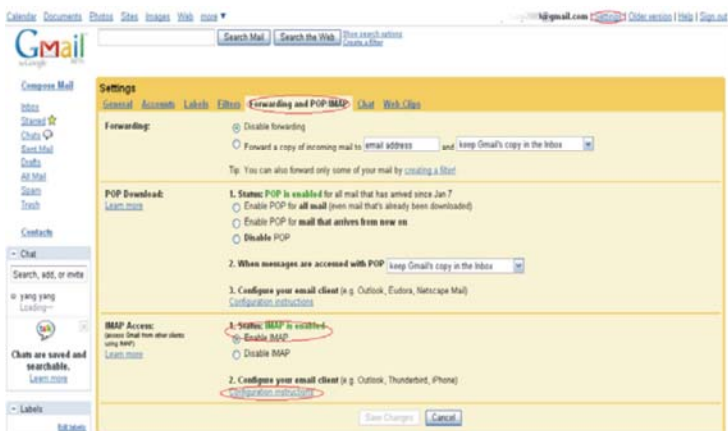 Calendar Documents Photos Sites Images Web more ▼
@gmail.com | Settings | Older version | Help | Sign out
Gmail
BETA
Search Mail Search the Web Show search options
Create a filter
Compose Mail
Inbox
Starred
Chats
Sent Mail
Drafts
All Mail
Spam
Trash
Contacts
Chat
Search, add, or invite
yang yang
Loading
talk
Chats are saved and
searchable.
Learn more
Labels
Edit labels
Settings
General Accounts Labels Filters Forwarding and POP/IMAP Chat Web Clips
Forwarding:
Disable forwarding
Forward a copy of incoming mail to email address and keep Gmail's copy in the Inbox
Tip: You can also forward only some of your mail by creating a filter!
POP Download:
Learn more
1. Status: POP is enabled for all mail that has arrived since Jan 7
Enable POP for all mail (even mail that's already been downloaded)
Enable POP for mail that arrives from now on
Disable POP
2. When messages are accessed with POP keep Gmail's copy in the Inbox
3. Configure your email client (e.g. Outlook, Eudora, Netscape Mail)
Configuration instructions
IMAP Access:
(access Gmail from other clients
using IMAP)
Learn more
1. Status: IMAP is enabled
Enable IMAP
Disable IMAP
2. Configure your email client (e.g. Outlook, Thunderbird, iPhone)
Configuration instructions
Save Changes Cancel